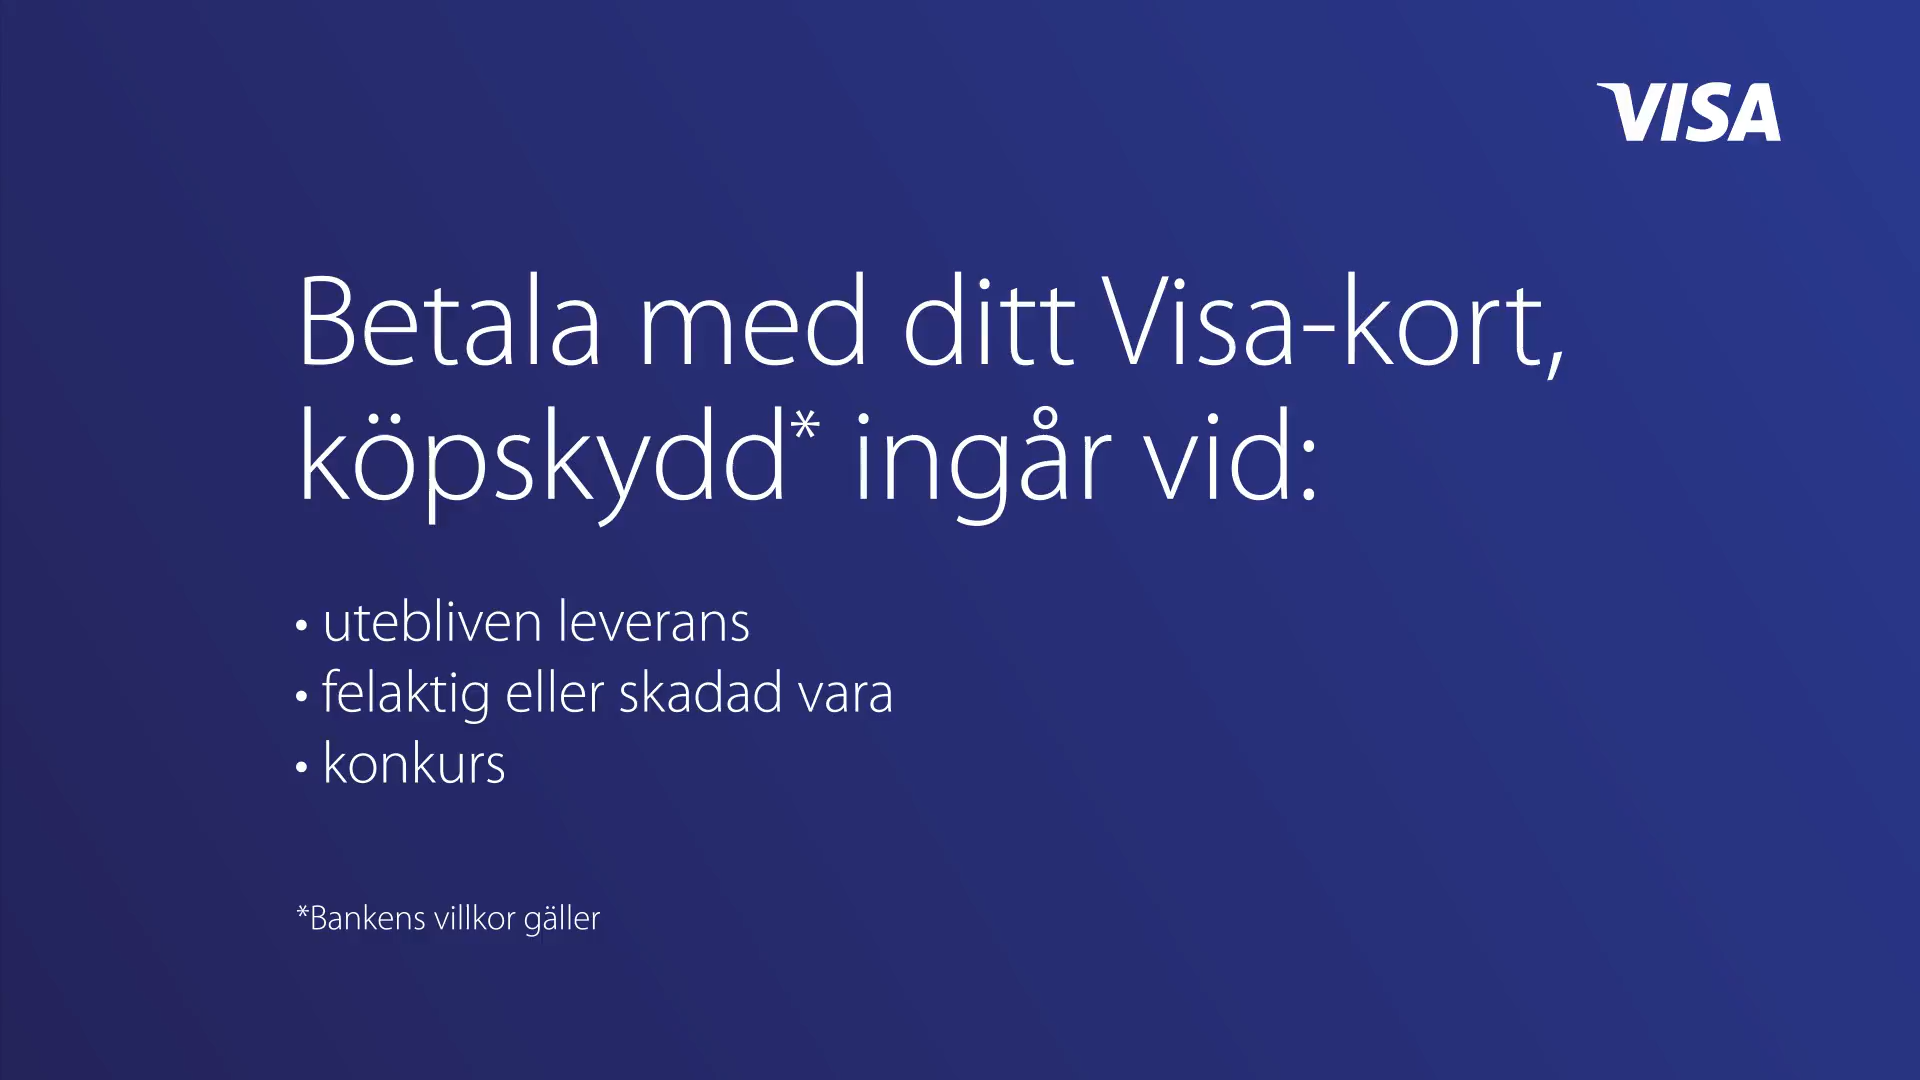 VISA
Betala med ditt Visa-kort,
köpskydd* ingår vid:
• utebliven leverans
• felaktig eller skadad vara
• konkurs
*Bankens villkor gäller